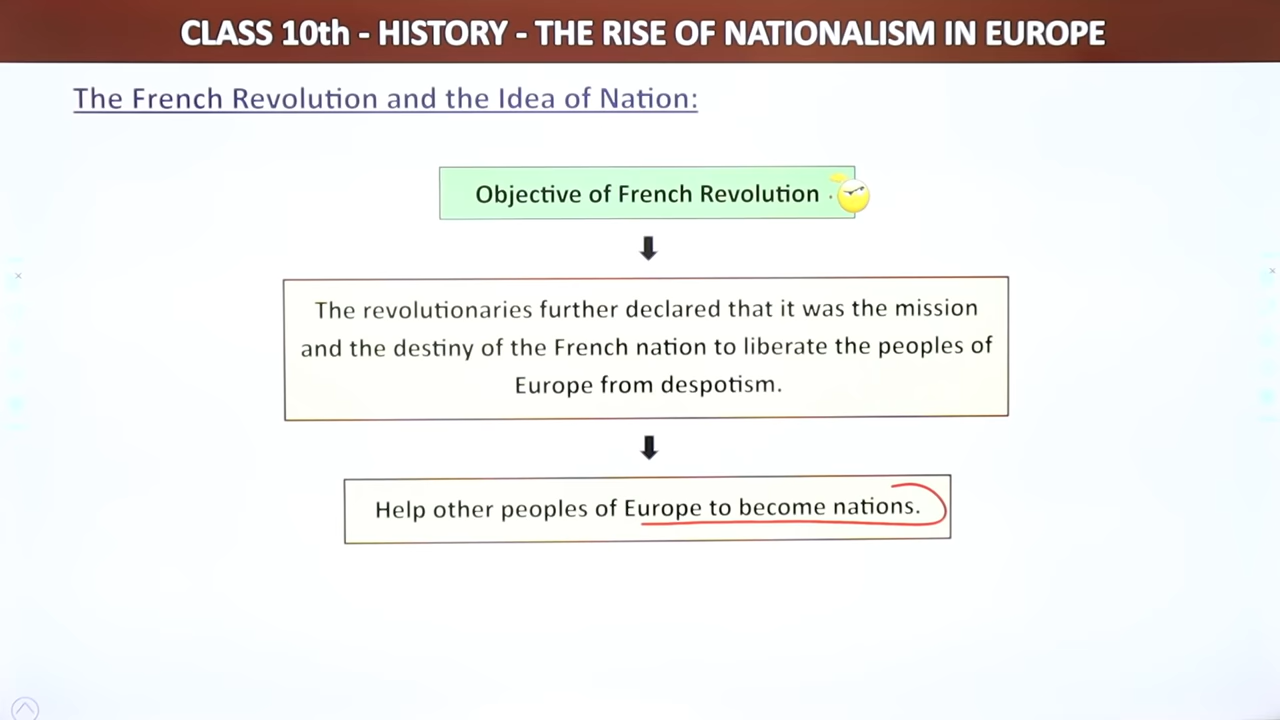 CLASS 10th - HISTORY - THE RISE OF NATIONALISM IN EUROPE
The French Revolution and the Idea of Nation:
Objective of French Revolution
The revolutionaries further declared that it was the mission
and the destiny of the French nation to liberate the peoples of
Europe from despotism.
Help other peoples of Europe to become nations.